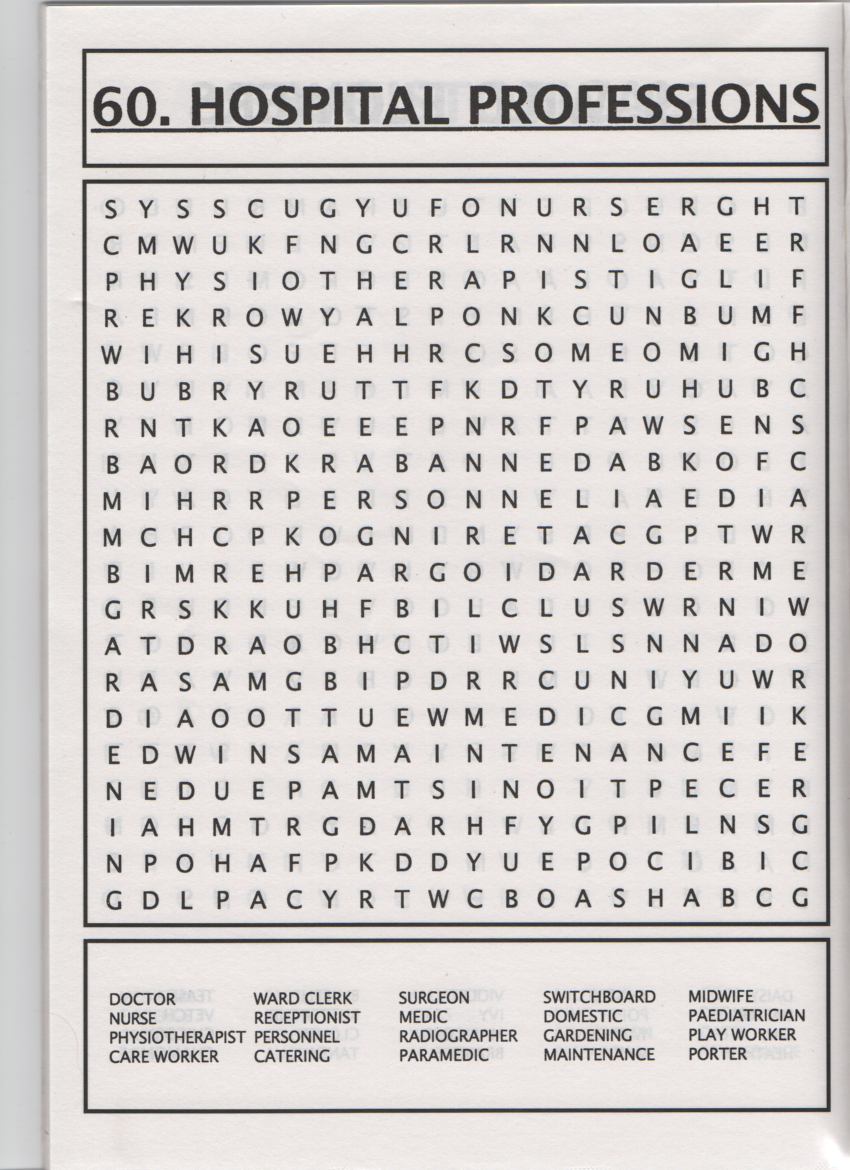 60. HOSPITAL PROFESSIONS
S Y S S C U G Y U F O N U R S E R G H T
C M W U K F N G C R L R N N L O A E E R
P H Y S I O T H E R A P I S T I G L I F
R E K R O W Y A L P O N K C U N B U M F
W I H I S U E H H R C S O M E O M I G H
B U B R Y R U T T F K D T Y R U H U B C
R N T K A O E E E P N R F P A W S E N S
B A O R D K R A B A N N E D A B K O F C
M I H R R P E R S O N N E L I A E D I A
M C H C P K O G N I R E T A C G P T W R
B I M R E H P A R G O I D A R D E R M E
G R S K K U H F B I L C L U S W R N I W
A T D R A O B H C T I W S L S N N A D O
R A S A M G B I P D R R C U N I Y U W R
D I A O O T T U E W M E D I C G M I I K
E D W I N S A M A I N T E N A N C E F E
N E D U E P A M T S I N O I T P E C E R
I A H M T R G D A R H F Y G P I L N S G
N P O H A F P K D D Y U E P O C I B I C
G D L P A C Y R T W C B O A S H A B C G
DOCTOR WARD CLERK SURGEON SWITCHBOARD MIDWIFE
NURSE RECEPTIONIST MEDIC DOMESTIC PAEDIATRICIAN
PHYSIOTHERAPIST PERSONNEL RADIOGRAPHER GARDENING PLAY WORKER
CARE WORKER CATERING PARAMEDIC MAINTENANCE PORTER